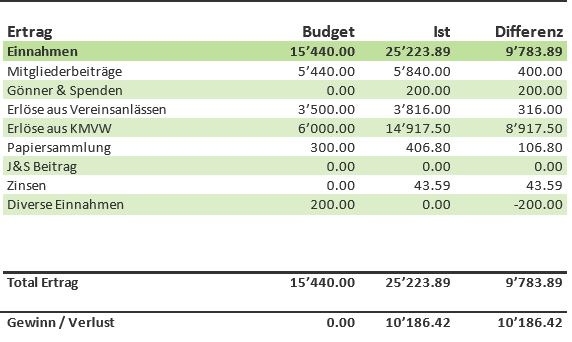 Ertrag Budget Ist Differenz
Einnahmen 15’440.00 25’223.89 9’783.89
Mitgliederbeiträge 5’440.00 5’840.00 400.00
Gönner & Spenden 0.00 200.00 200.00
Erlöse aus Vereinsanlässen 3’500.00 3’816.00 316.00
Erlöse aus KMVW 6’000.00 14’917.50 8’917.50
Papiersammlung 300.00 406.80 106.80
J&S Beitrag 0.00 0.00 0.00
Zinsen 0.00 43.59 43.59
Diverse Einnahmen 200.00 0.00 -200.00
Total Ertrag 15’440.00 25’223.89 9’783.89
Gewinn / Verlust 0.00 10’186.42 10’186.42